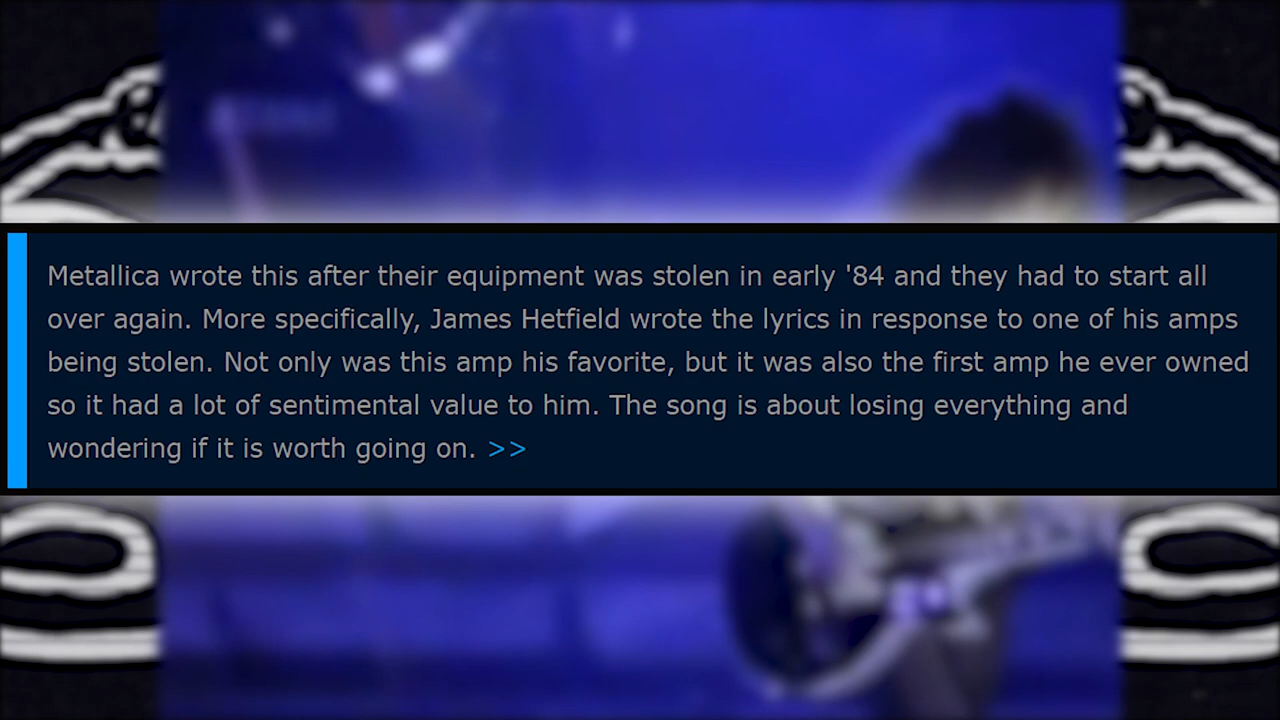 Metallica wrote this after their equipment was stolen in early '84 and they had to start all
over again. More specifically, James Hetfield wrote the lyrics in response to one of his amps
being stolen. Not only was this amp his favorite, but it was also the first amp he ever owned
so it had a lot of sentimental value to him. The song is about losing everything and
wondering if it is worth going on. >>